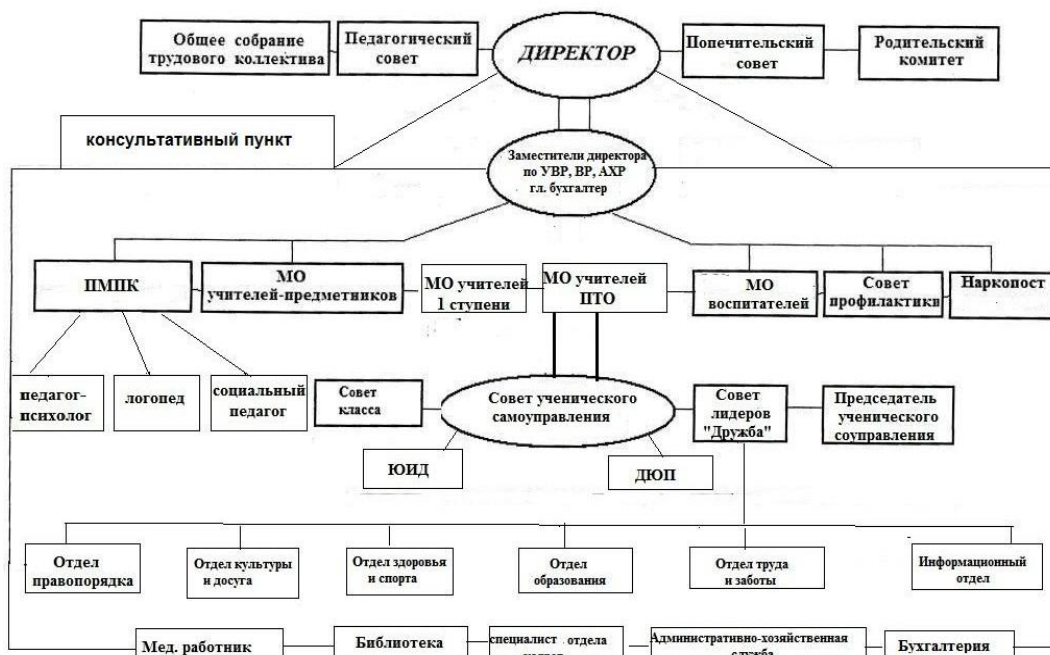 Общее собрание
трудового коллектива
Педагогический
совет
ДИРЕКТОР
Попечительский
совет
Родительский
комитет
консультативный пункт
Заместители директора
по УВР, ВР, АХР
гл. бухгалтер
ПМПК
МО
учителей-предметников
МО учителей
1 ступени
МО учителей
ПТО
МО
воспитателей
Совет
профилактики
Наркопост
педагог-
психолог
логопед
социальный
педагог
Совет
класса
Совет ученического
самоуправления
Совет
лидеров
"Дружба"
Председатель
ученического
соуправления
ЮИД
ДЮП
Отдел
правопорядка
Отдел культуры
и досуга
Отдел здоровья
и спорта
Отдел
образования
Отдел труда
и заботы
Информационный
отдел
Мед. работник
Библиотека
специалист отдела
Административно-хозяйственная
служба
Бухгалтерия